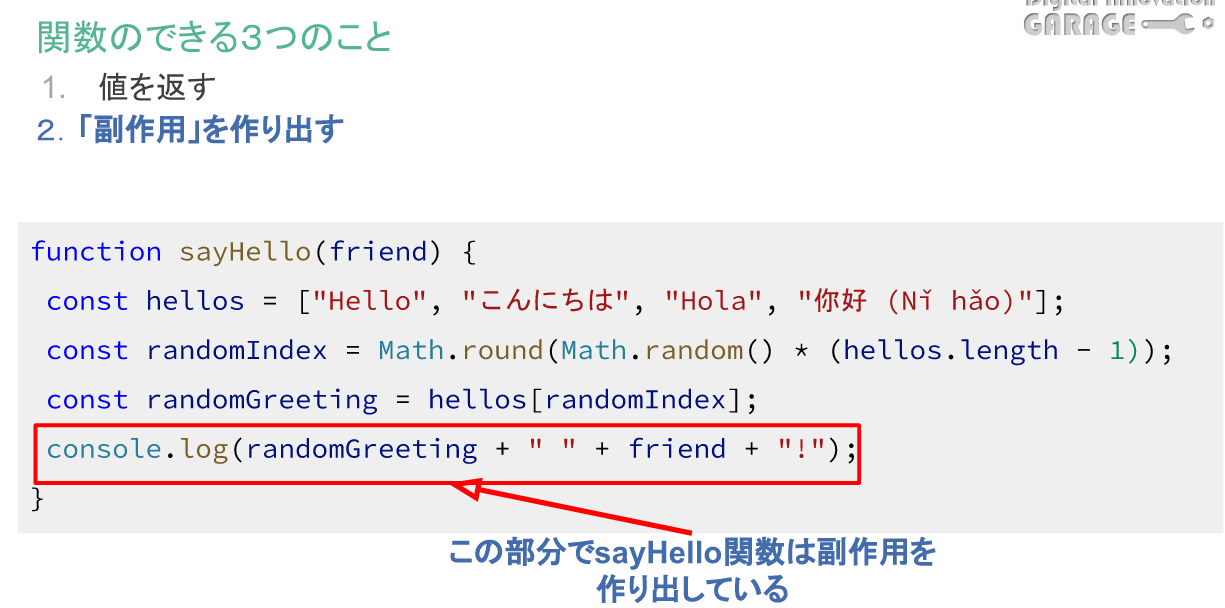 Digital Innovation
GARAGE
関数のできる3つのこと
1. 値を返す
2. 「副作用」を作り出す
function sayHello(friend) {
const hellos = ["Hello", "こんにちは", "Hola", "你好 (Nǐ hǎo)"];
const randomIndex = Math.round(Math.random() * (hellos.length - 1));
const randomGreeting = hellos[randomIndex];
console.log(randomGreeting + " " + friend + "!");
}
この部分でsayHello関数は副作用を
作り出している